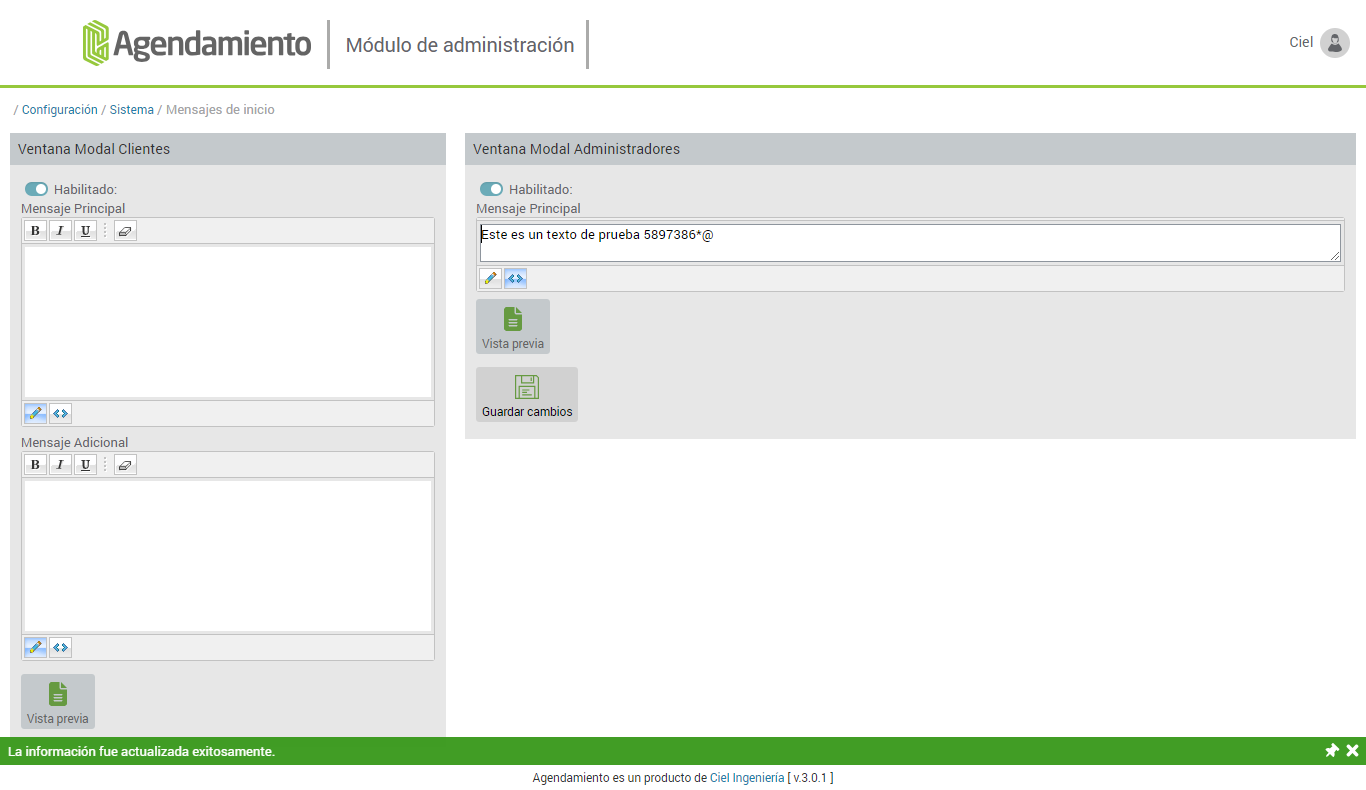 Agendamiento
Módulo de administración
Ciel
/ Configuración / Sistema / Mensajes de inicio
Ventana Modal Clientes
Habilitado:
Mensaje Principal
B I U
Mensaje Adicional
B I U
Vista previa
Ventana Modal Administradores
Habilitado:
Mensaje Principal
Este es un texto de prueba 5897386*@
Vista previa
Guardar cambios
La información fue actualizada exitosamente.
Agendamiento es un producto de Ciel Ingeniería [ v.3.0.1 ]